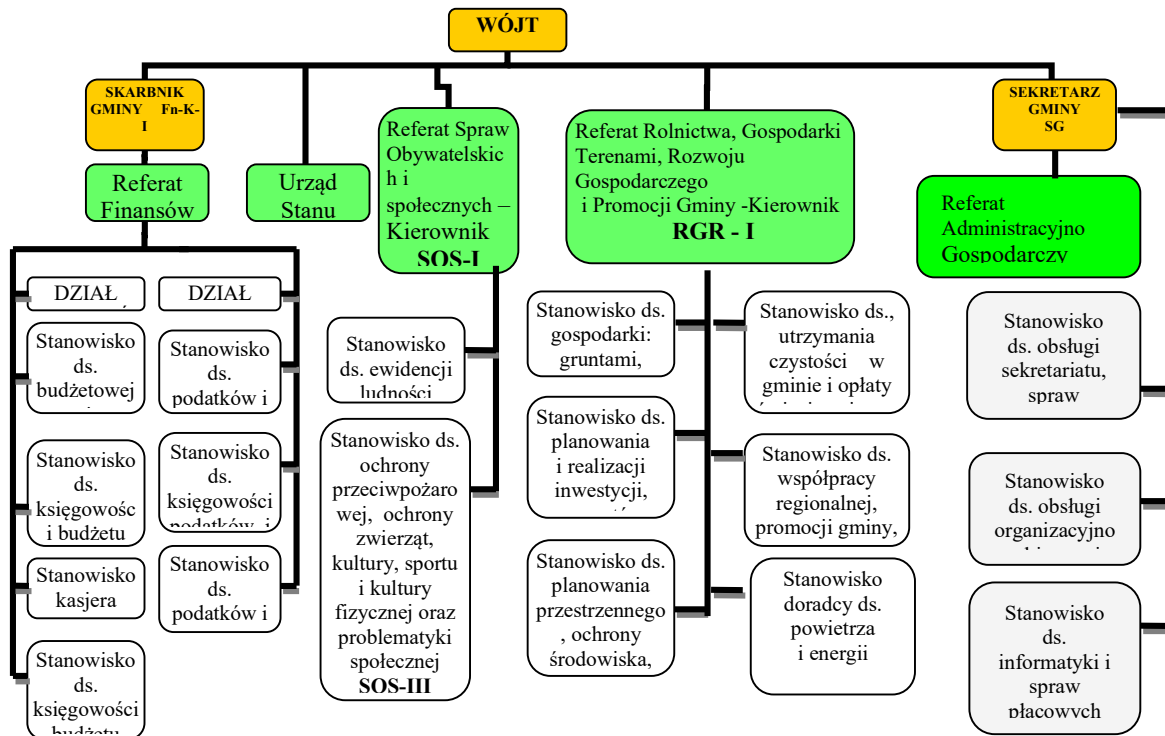 WÓJT
SKARBNIK
GMINY Fn-K-
I
SEKRETARZ
GMINY
SG
Referat
Finansów
Urząd
Stanu
Referat Spraw
Obywatelskic
h i
społecznych –
Kierownik
SOS-I
Referat Rolnictwa, Gospodarki
Terenami, Rozwoju
Gospodarczego
i Promocji Gminy -Kierownik
RGR - I
Referat
Administracyjno
Gospodarczy
DZIAŁ
DZIAŁ
Stanowisko
ds.
budżetowej
Stanowisko
ds.
księgowośc
i budżetu
Stanowisko
kasjera
Stanowisko
ds.
księgowości
budżetu
Stanowisko
ds.
podatków i
Stanowisko
ds.
księgowości
podatków i
Stanowisko
ds.
podatków i
Stanowisko
ds. ewidencji
ludności
Stanowisko ds.
ochrony
przeciwpożaro
wej, ochrony
zwierząt,
kultury, sportu
i kultury
fizycznej oraz
problematyki
społecznej
SOS-III
Stanowisko ds.
gospodarki:
gruntami,
Stanowisko ds.
planowania
i realizacji
inwestycji,
Stanowisko ds.
planowania
przestrzennego
, ochrony
środowiska,
Stanowisko ds.,
utrzymania
czystości w
gminie i opłaty
Stanowisko ds.
współpracy
regionalnej,
promocji gminy,
Stanowisko
doradcy ds.
powietrza
i energii
Stanowisko
ds. obsługi
sekretariatu,
spraw
Stanowisko
ds. obsługi
organizacyjno
Stanowisko
ds.
informatyki i
spraw
płacowych